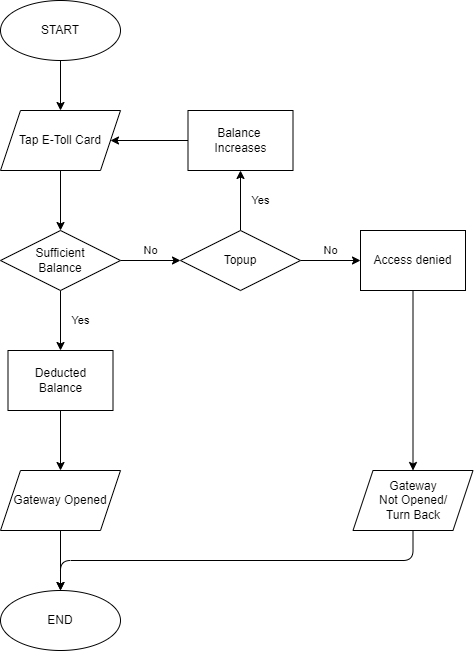 START
Tap E-Toll Card
Balance
Increases
Yes
Sufficient
Balance
No
Topup
No
Access denied
Yes
Deducted
Balance
Gateway Opened
Gateway
Not Opened/
Turn Back
END